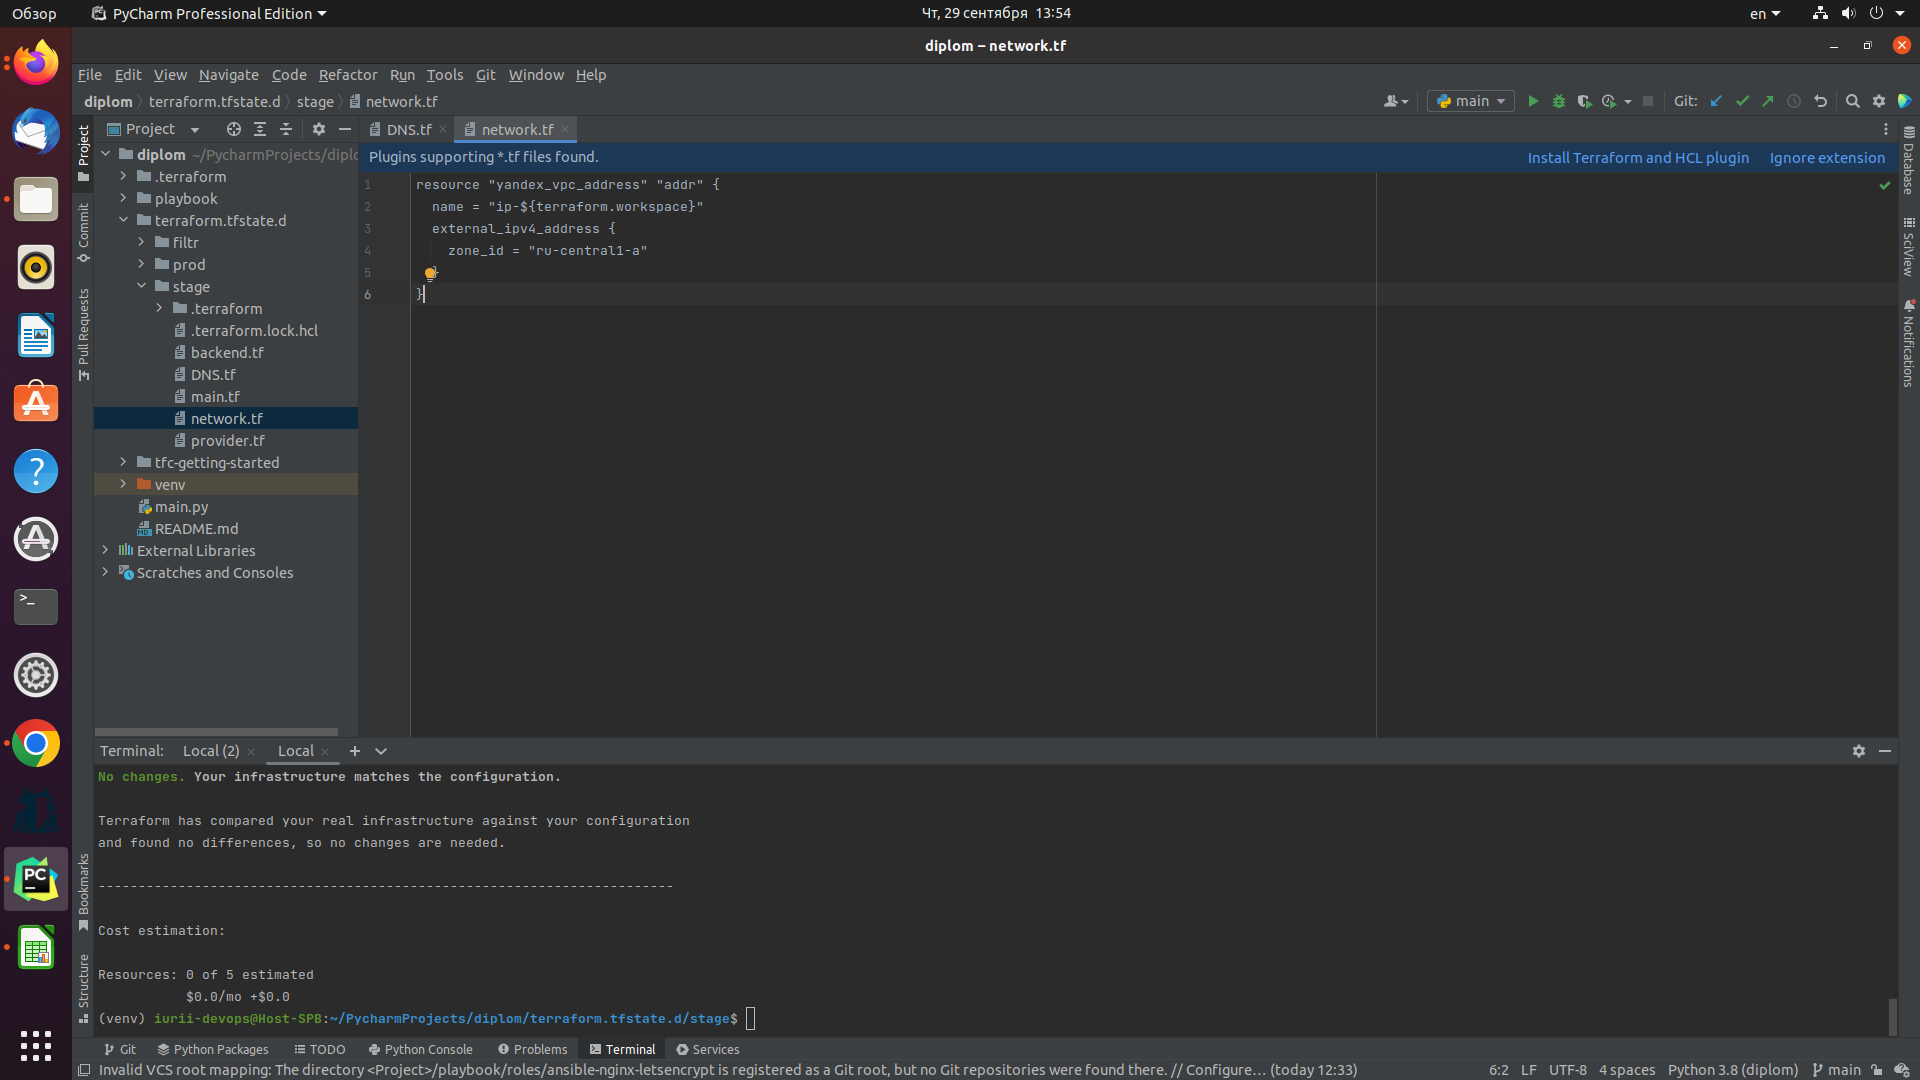 Обзор
PyCharm Professional Edition
Чт, 29 сентября 13:54
en
diplom – network.tf
File Edit View Navigate Code Refactor Run Tools Git Window Help
diplom terraform.tfstate.d stage network.tf
main
Git:
Project
DNS.tf
network.tf
Plugins supporting *.tf files found.
Install Terraform and HCL plugin
Ignore extension
Project
Commit
Pull Requests
Bookmarks
Structure
diplom ~/PycharmProjects/diplo
.terraform
playbook
terraform.tfstate.d
filtr
prod
stage
.terraform
.terraform.lock.hcl
backend.tf
DNS.tf
main.tf
network.tf
provider.tf
tfc-getting-started
venv
main.py
README.md
External Libraries
Scratches and Consoles
1 resource "yandex_vpc_address" "addr" {
2 name = "ip-${terraform.workspace}"
3 external_ipv4_address {
4 zone_id = "ru-central1-a"
5 }
6 }
Database
SciView
Notifications
Terminal: Local (2) Local
No changes. Your infrastructure matches the configuration.
Terraform has compared your real infrastructure against your configuration
and found no differences, so no changes are needed.
------------------------------------------------------------------------
Cost estimation:
Resources: 0 of 5 estimated
$0.0/mo +$0.0
(venv) iurii-devops@Host-SPB:~/PycharmProjects/diplom/terraform.tfstate.d/stage$
Git Python Packages TODO Python Console Problems Terminal Services
Invalid VCS root mapping: The directory <Project>/playbook/roles/ansible-nginx-letsencrypt is registered as a Git root, but no Git repositories were found there. // Configure… (today 12:33)
6:2 LF UTF-8 4 spaces Python 3.8 (diplom) main